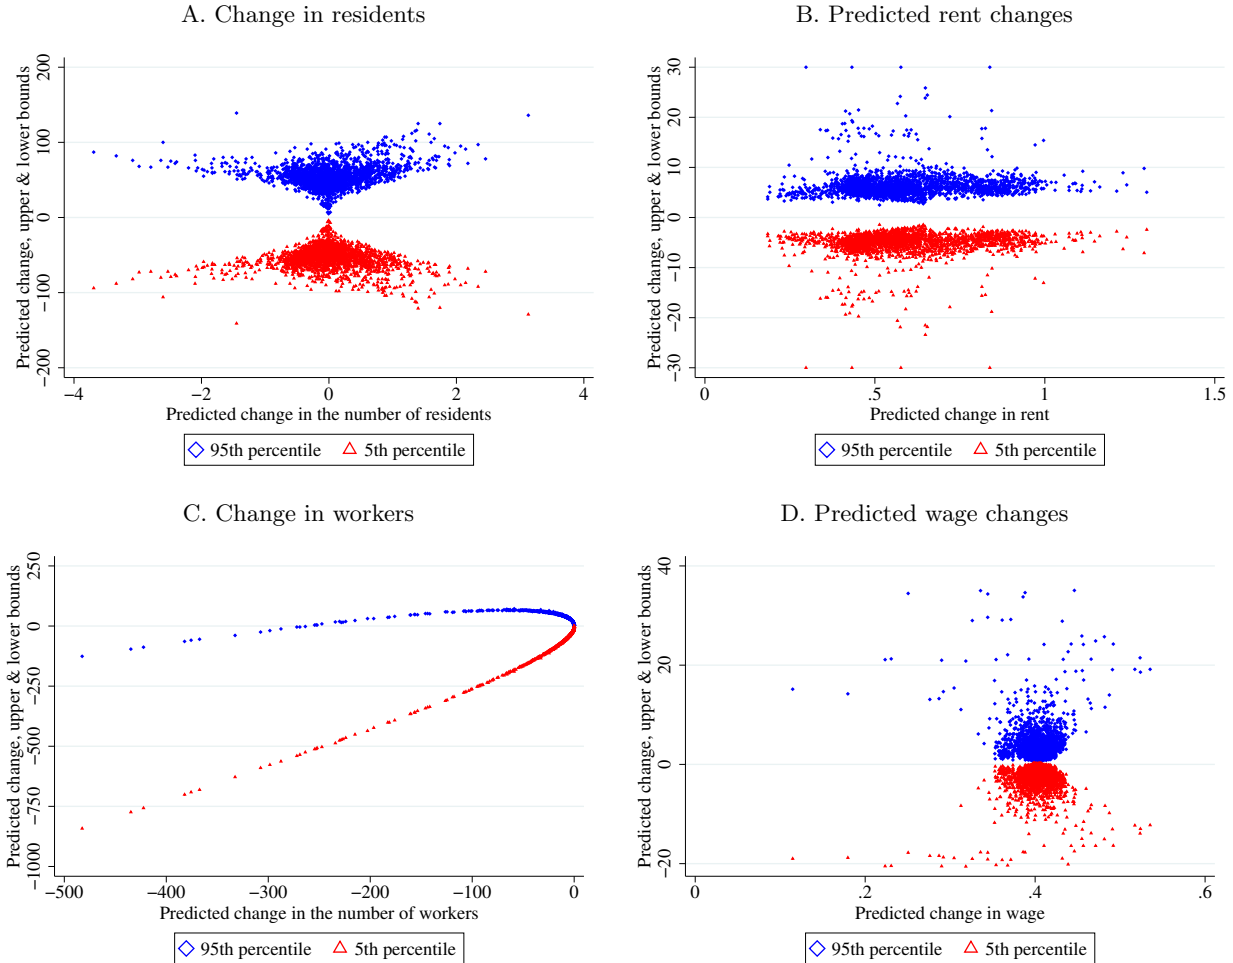 A. Change in residents
Predicted change, upper & lower bounds
200
100
0
−100
−200
−4
−2
0
2
4
Predicted change in the number of residents
95th percentile
5th percentile
B. Predicted rent changes
Predicted change, upper & lower bounds
30
20
10
0
−10
−20
−30
0
.5
1
1.5
Predicted change in rent
95th percentile
5th percentile
C. Change in workers
Predicted change, upper & lower bounds
250
0
−250
−500
−750
−1000
−500
−400
−300
−200
−100
0
Predicted change in the number of workers
95th percentile
5th percentile
D. Predicted wage changes
Predicted change, upper & lower bounds
40
20
0
−20
0
.2
.4
.6
Predicted change in wage
95th percentile
5th percentile